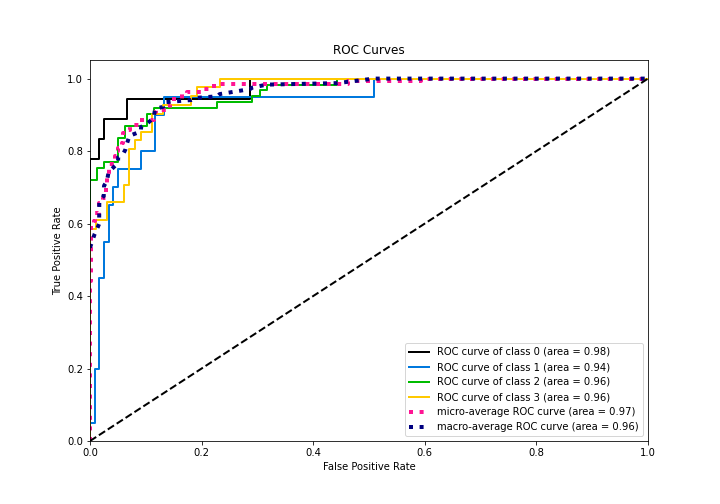 ROC Curves
1.0
0.8
0.6
0.4
0.2
0.0
True Positive Rate
0.0 0.2 0.4 0.6 0.8 1.0
False Positive Rate
ROC curve of class 0 (area = 0.98)
ROC curve of class 1 (area = 0.94)
ROC curve of class 2 (area = 0.96)
ROC curve of class 3 (area = 0.96)
micro-average ROC curve (area = 0.97)
macro-average ROC curve (area = 0.96)